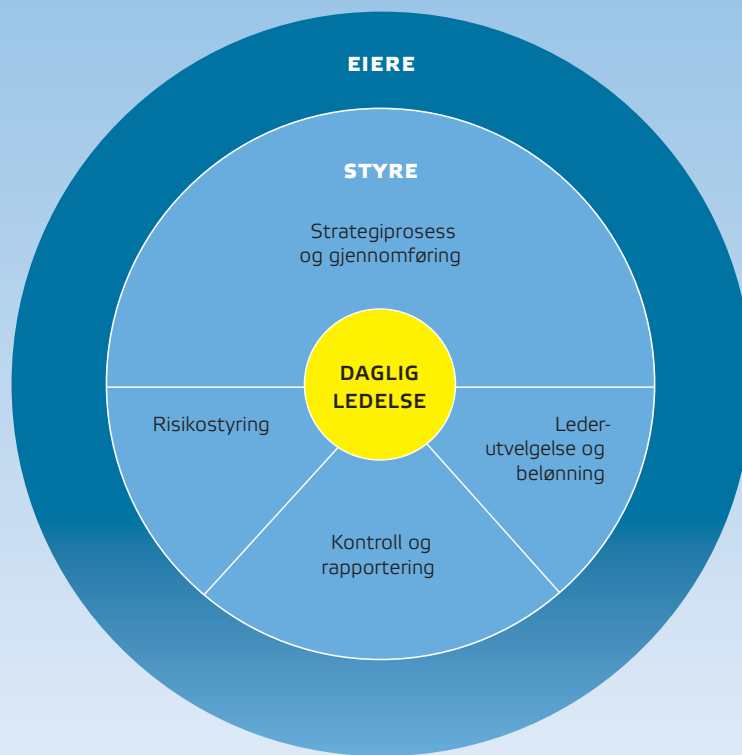 EIERE
STYRE
Strategiprosess
og gjennomføring
DAGLIG
LEDELSE
Risikostyring
Leder-
utvelgelse og
belønning
Kontroll og
rapportering